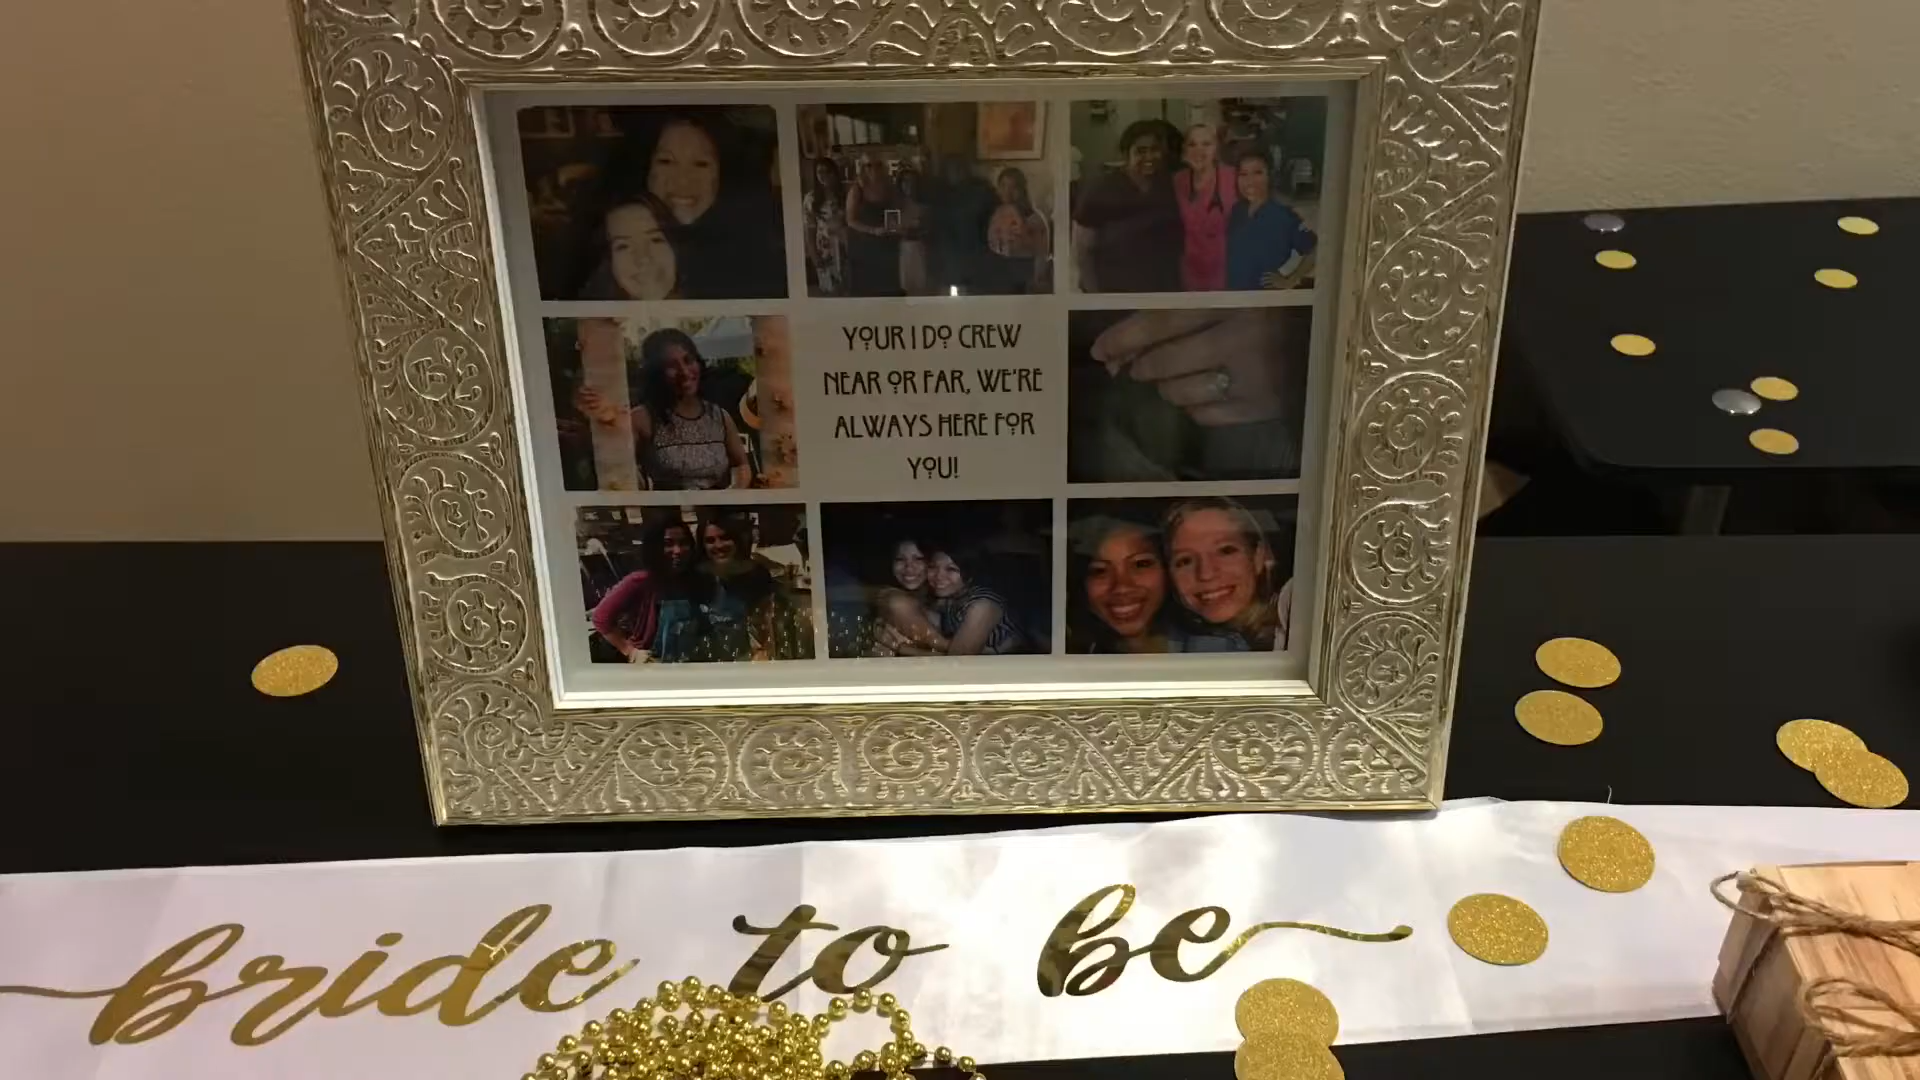 YOUR I DO CREW
NEAR OR FAR, WE'RE
ALWAYS HERE FOR
YOU!
bride to be